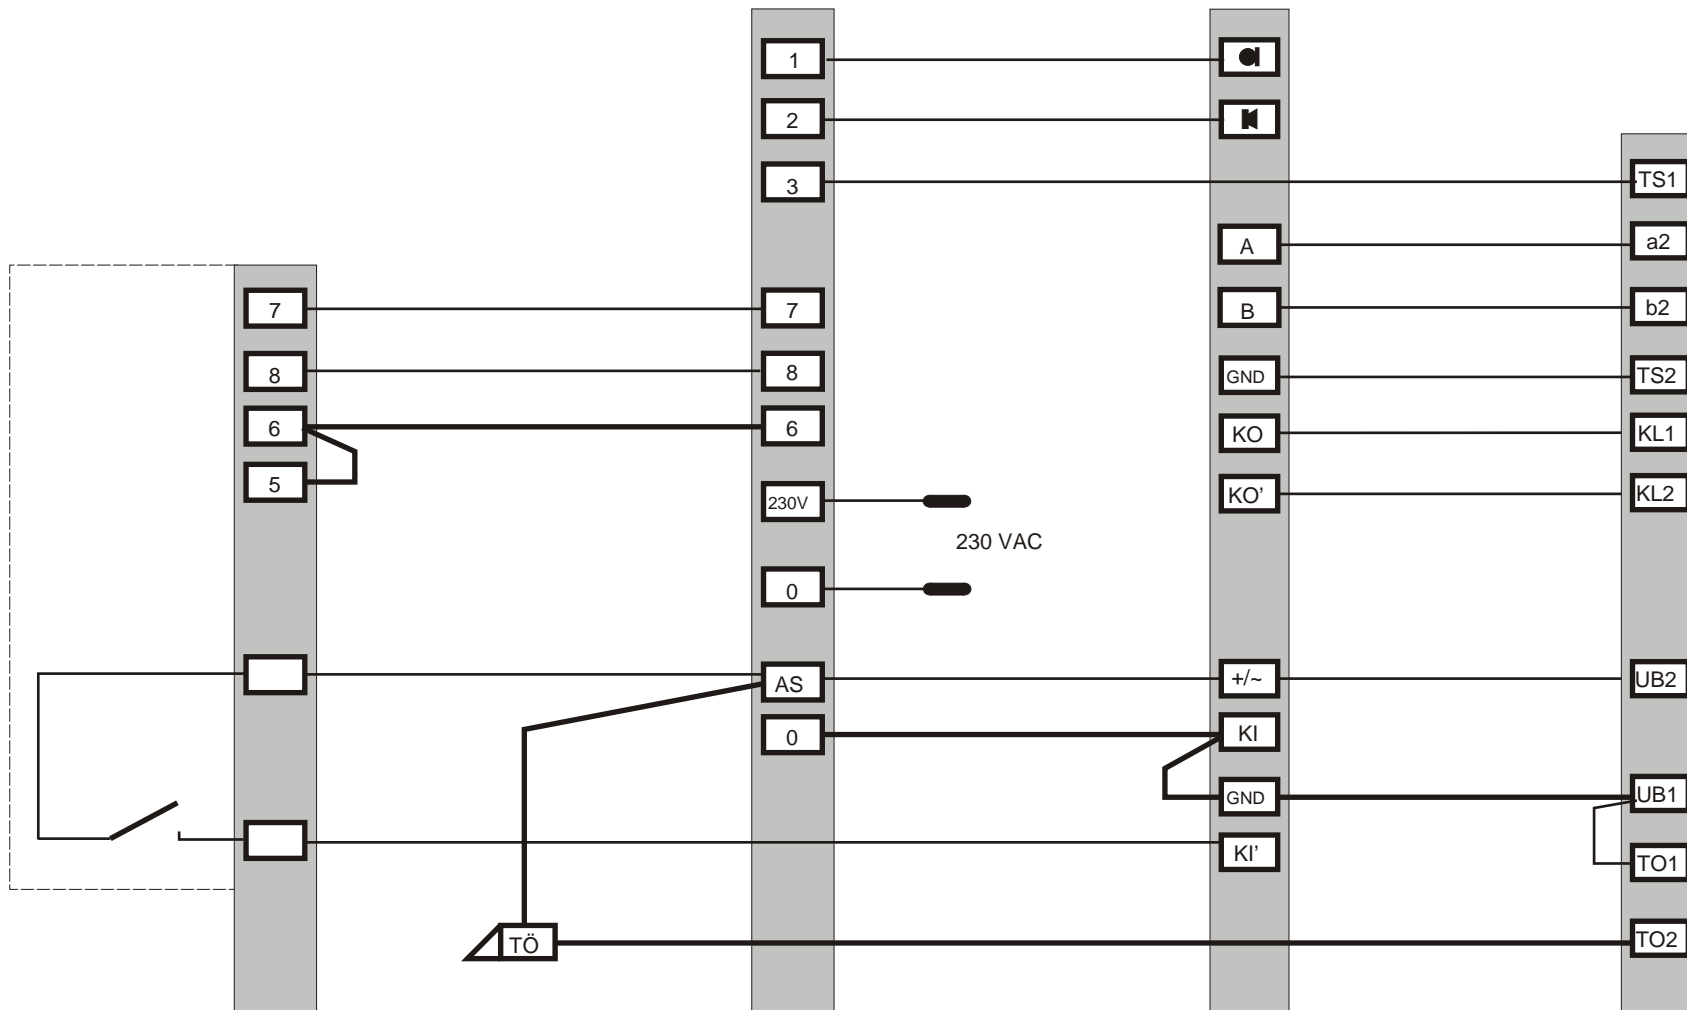 1
2
3
TS1
A
a2
7
7
B
b2
8
8
GND
TS2
6
6
KO
KL1
5
230V
KO’
KL2
230 VAC
0
AS
+/~
UB2
0
KI
GND
UB1
KI’
TO1
TÖ
TO2